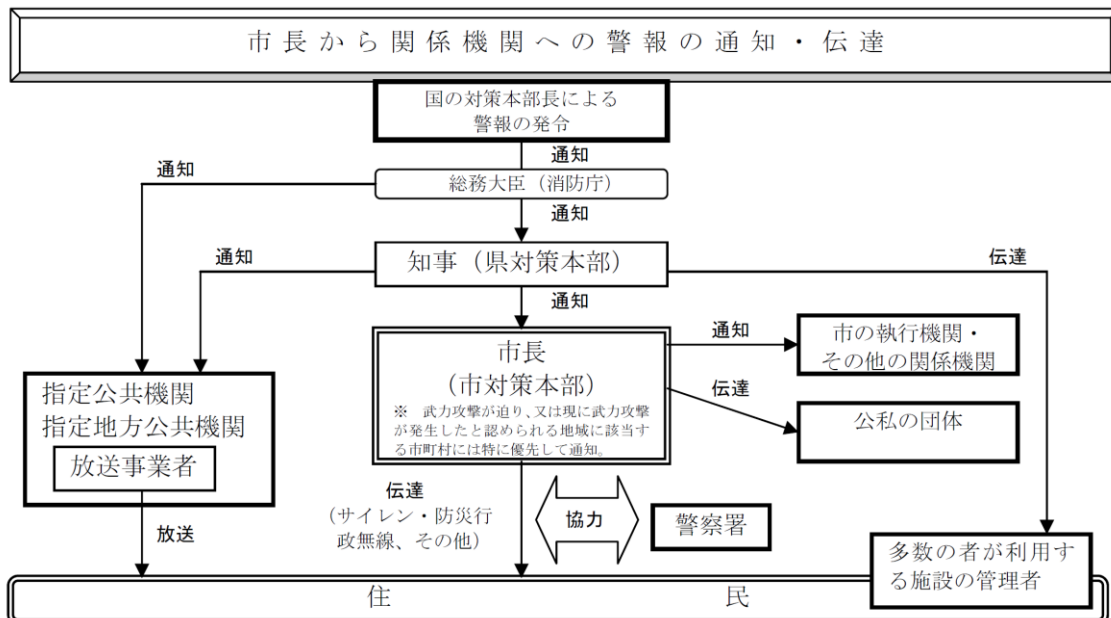 市長から関係機関への警報の通知・伝達
国の対策本部長による
警報の発令
通知
通知
総務大臣（消防庁）
通知
通知
知事（県対策本部）
伝達
通知
市長
（市対策本部）
※　武力攻撃が迫り、又は現に武力攻撃
が発生したと認められる地域に該当す
る市町村には特に優先して通知。
通知
市の執行機関・
その他の関係機関
伝達
公私の団体
指定公共機関
指定地方公共機関
放送事業者
放送
伝達
（サイレン・防災行
政無線、その他）
協力
警察署
多数の者が利用す
る施設の管理者
住　　民